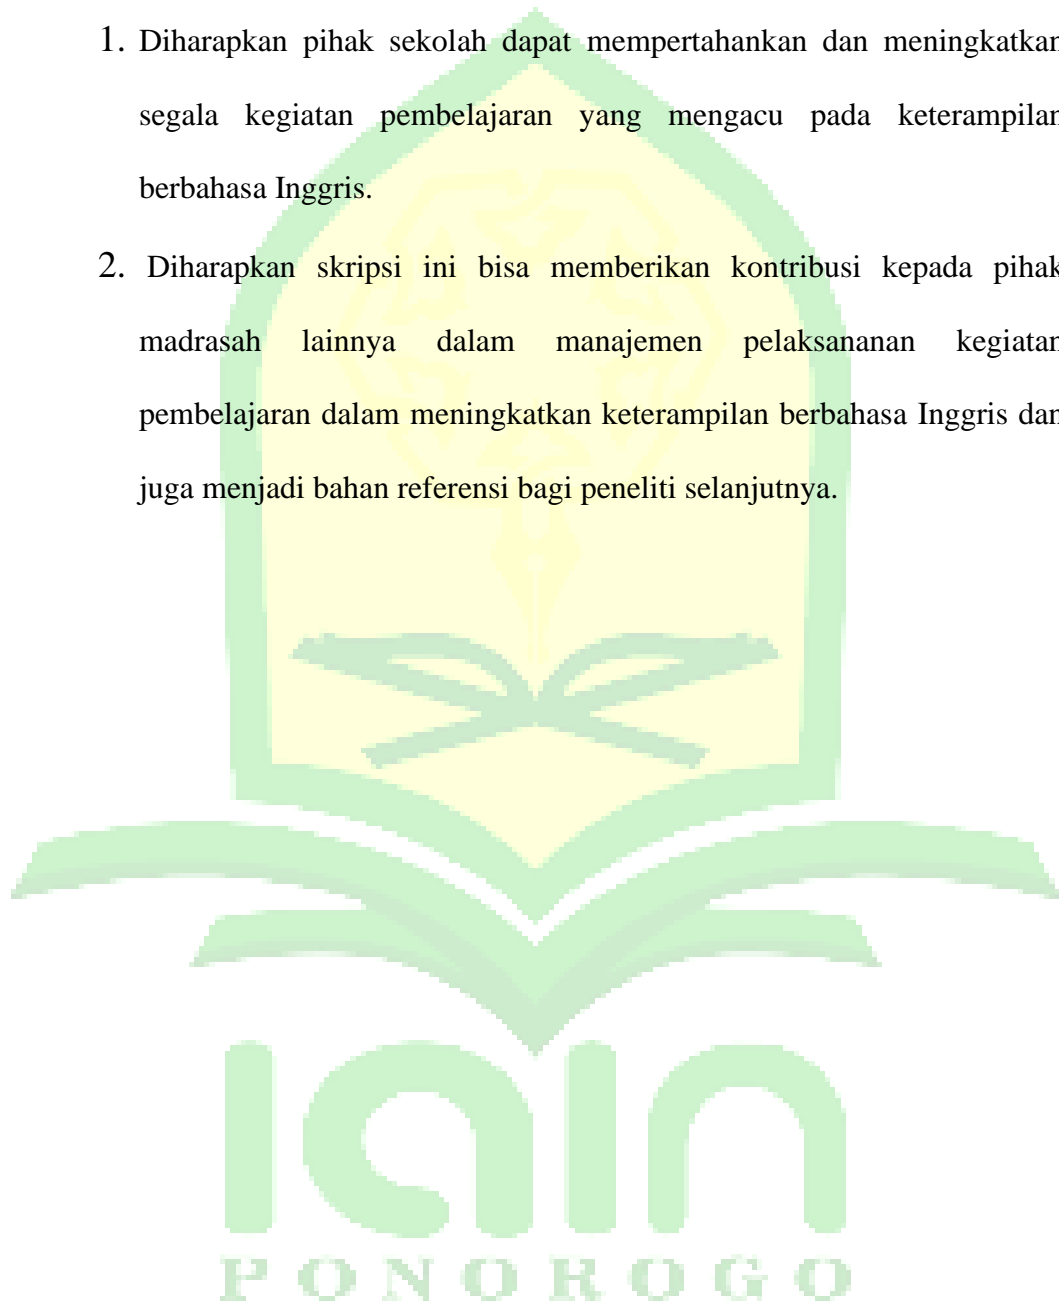 1. Diharapkan pihak sekolah dapat mempertahankan dan meningkatkan
segala kegiatan pembelajaran yang mengacu pada keterampilan
berbahasa Inggris.
2. Diharapkan skripsi ini bisa memberikan kontribusi kepada pihak
madrasah lainnya dalam manajemen pelaksananan kegiatan
pembelajaran dalam meningkatkan keterampilan berbahasa Inggris dan
juga menjadi bahan referensi bagi peneliti selanjutnya.
iain
PONOROGO